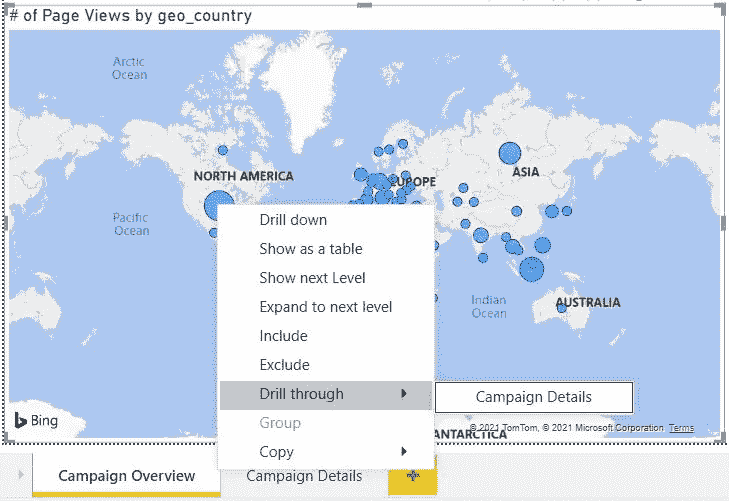 # of Page Views by geo_country
Arctic
Ocean
NORTH AMERICA
EUROPE
ASIA
Pacific
Ocean
Drill down
Show as a table
Show next Level
Expand to next level
Indian
Ocean
AUSTRALIA
Include
Exclude
Drill through
Campaign Details
Group
Bing
© 2021 TomTom, © 2021 Microsoft Corporation Terms
ANTARCTICA
Copy
Campaign Overview
Campaign Details
+